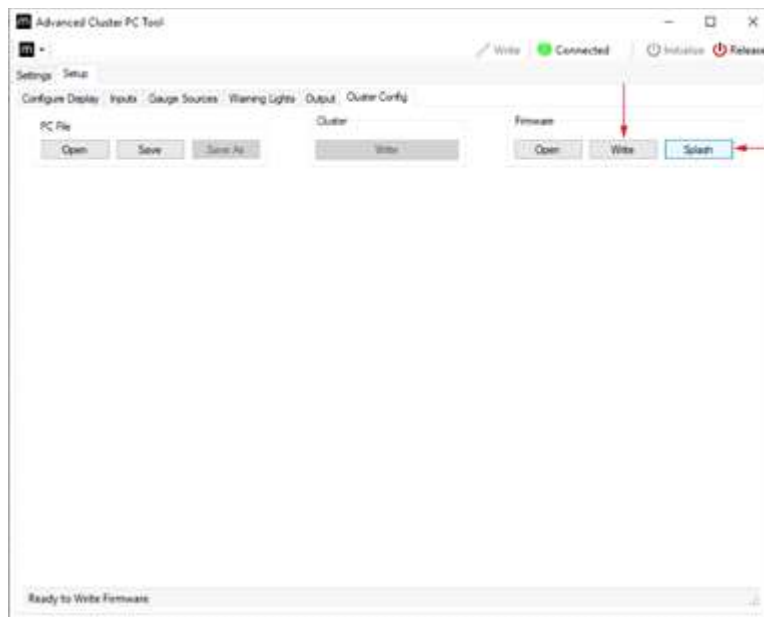 Advanced Cluster PC Tool
Write Connected Initialize Release
Settings Setup
Configure Display Inputs Gauge Sources Warning Lights Output Cluster Config
PC File Cluster Firmware
Open Save Save As Write Open Write Splash
Ready to Write Firmware